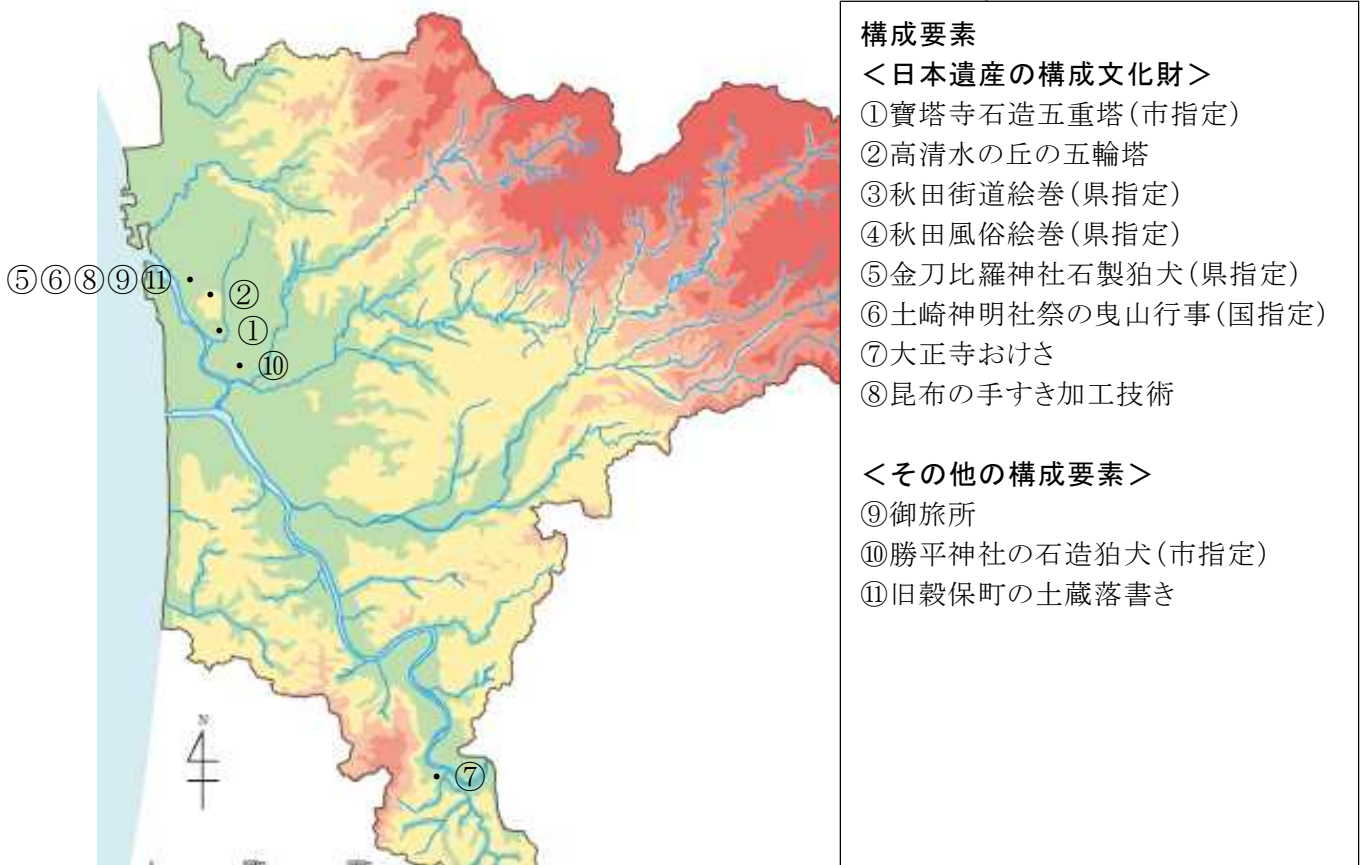 構成要素
＜日本遺産の構成文化財＞
①寶塔寺石造五重塔(市指定)
②高清水の丘の五輪塔
③秋田街道絵巻(県指定)
④秋田風俗絵巻(県指定)
⑤金刀比羅神社石製狛犬(県指定)
⑥土崎神明社祭の曳山行事(国指定)
⑦大正寺おけさ
⑧昆布の手すき加工技術
＜その他の構成要素＞
⑨御旅所
⑩勝平神社の石造狛犬(市指定)
⑪旧穀保町の土蔵落書き
⑤⑥⑧⑨⑪
②
①
⑩
N
⑦